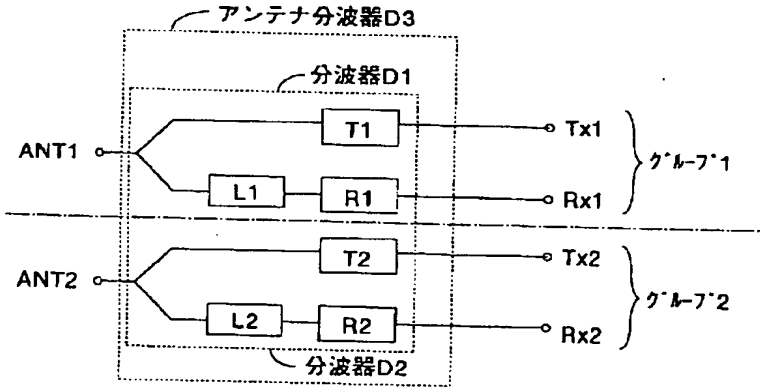 アンテナ分波器D3
分波器D1
T1
Tx1
ANT1
L1
R1
Rx1
グループ1
T2
Tx2
ANT2
L2
R2
Rx2
グループ2
分波器D2